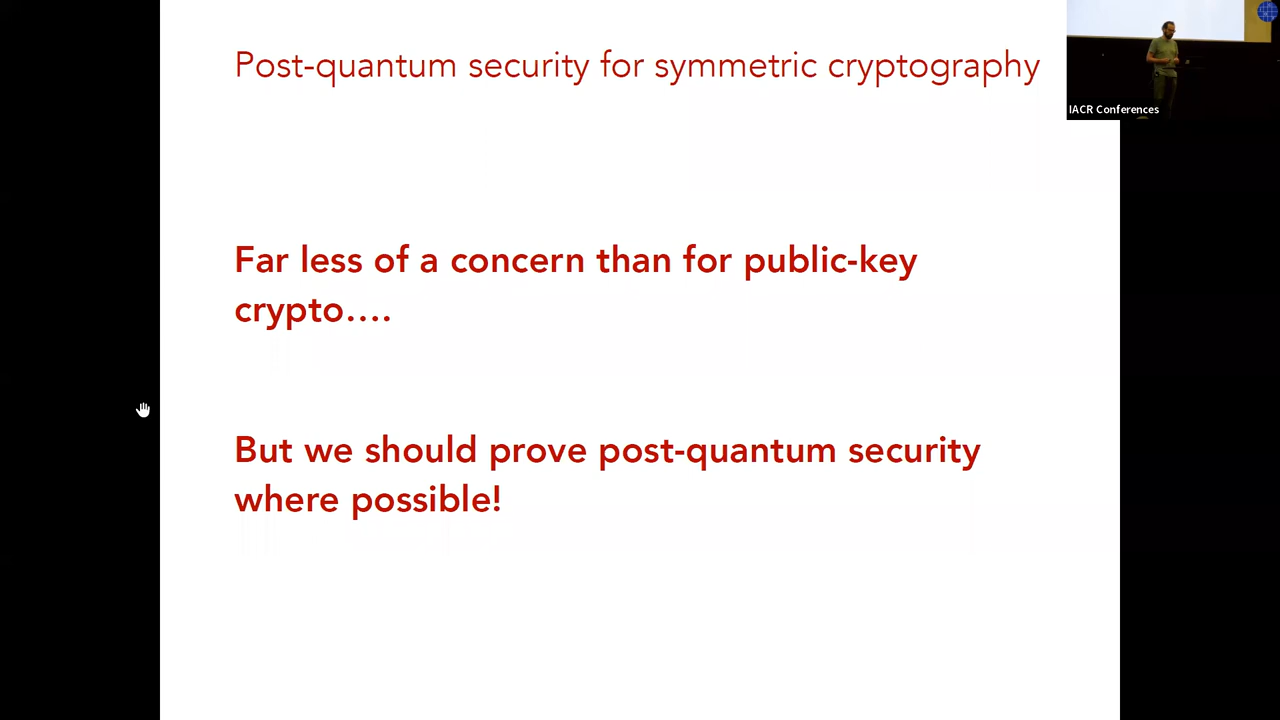 Post-quantum security for symmetric cryptography
IACR Conferences
Far less of a concern than for public-key
crypto….
But we should prove post-quantum security
where possible!